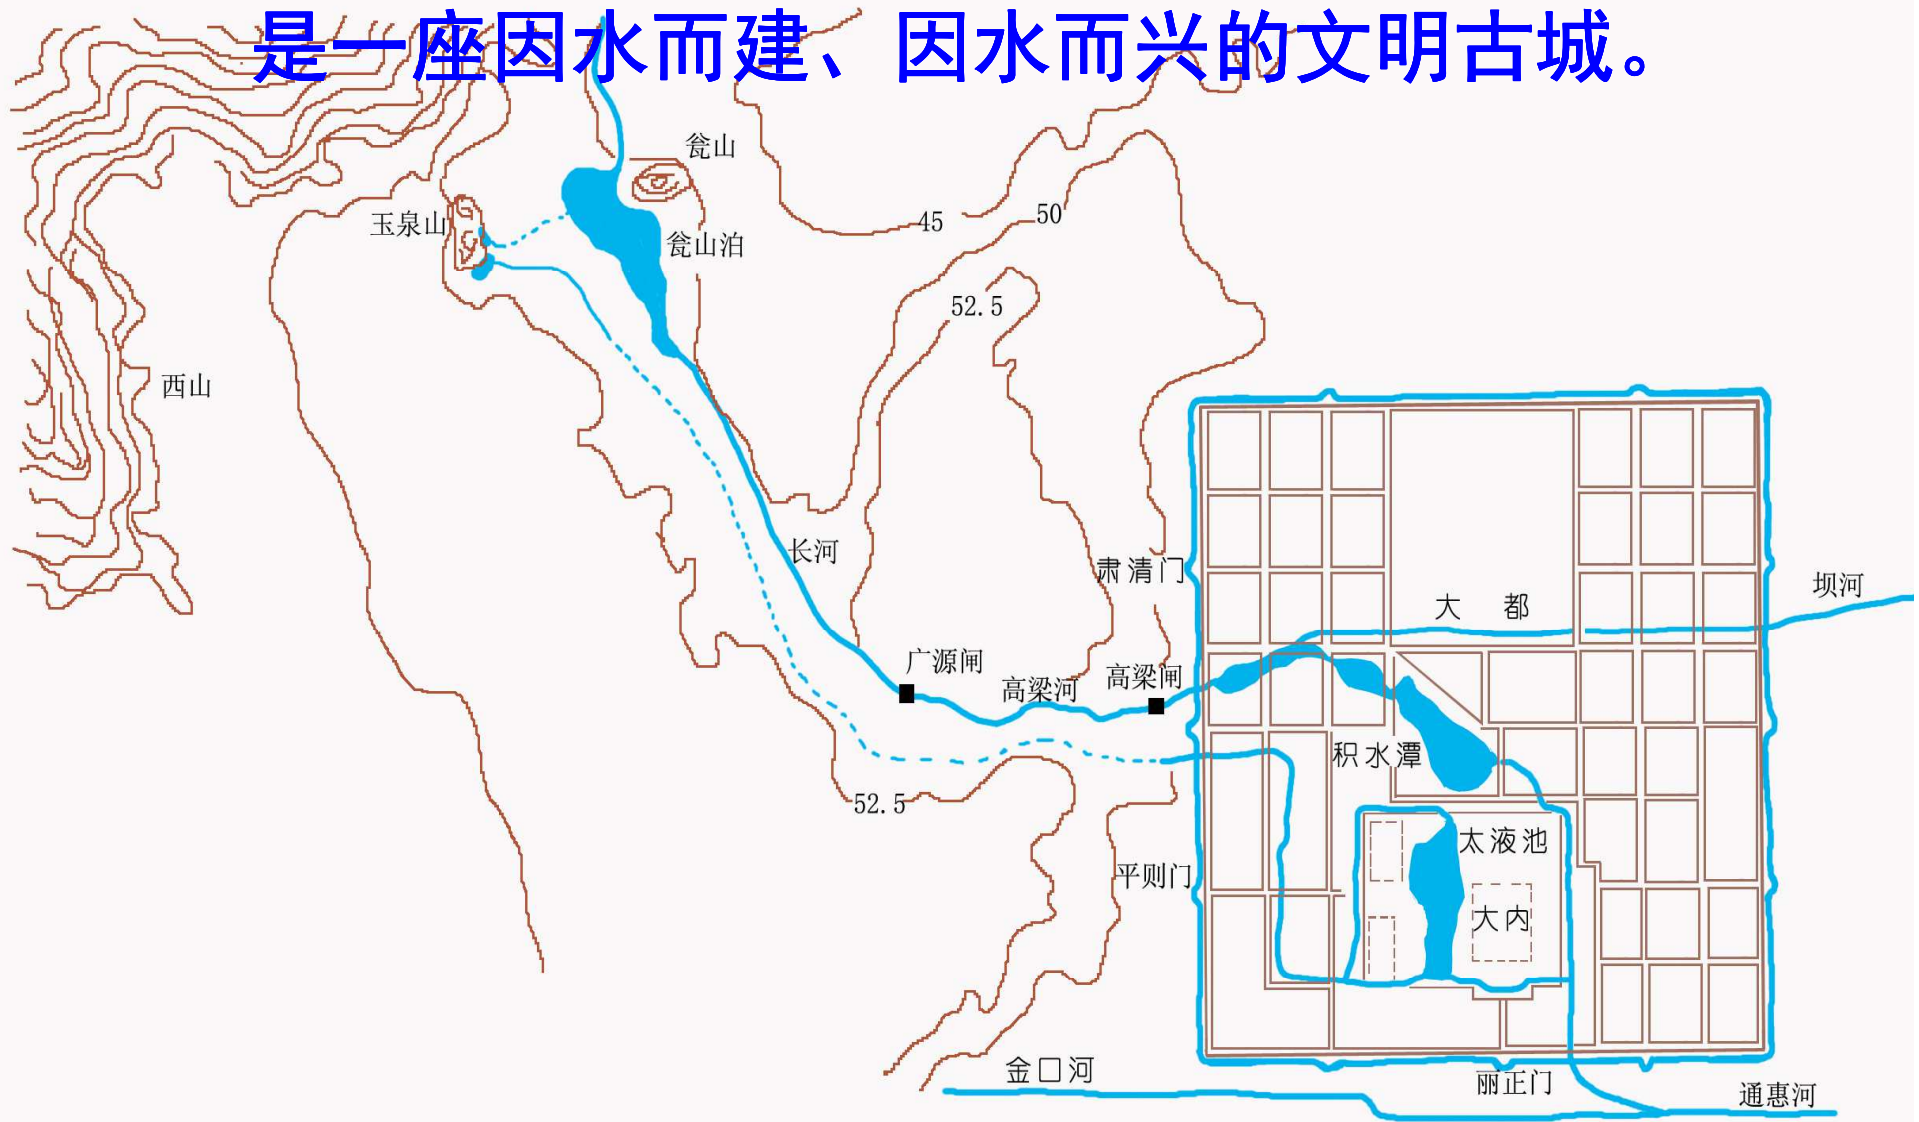 是一座因水而建、因水而兴的文明古城。
瓮山
玉泉山
45
50
瓮山泊
52.5
西山
长河
肃清门
大都
坝河
广源闸
高梁河
高梁闸
积水潭
52.5
太液池
平则门
大内
金口河
丽正门
通惠河